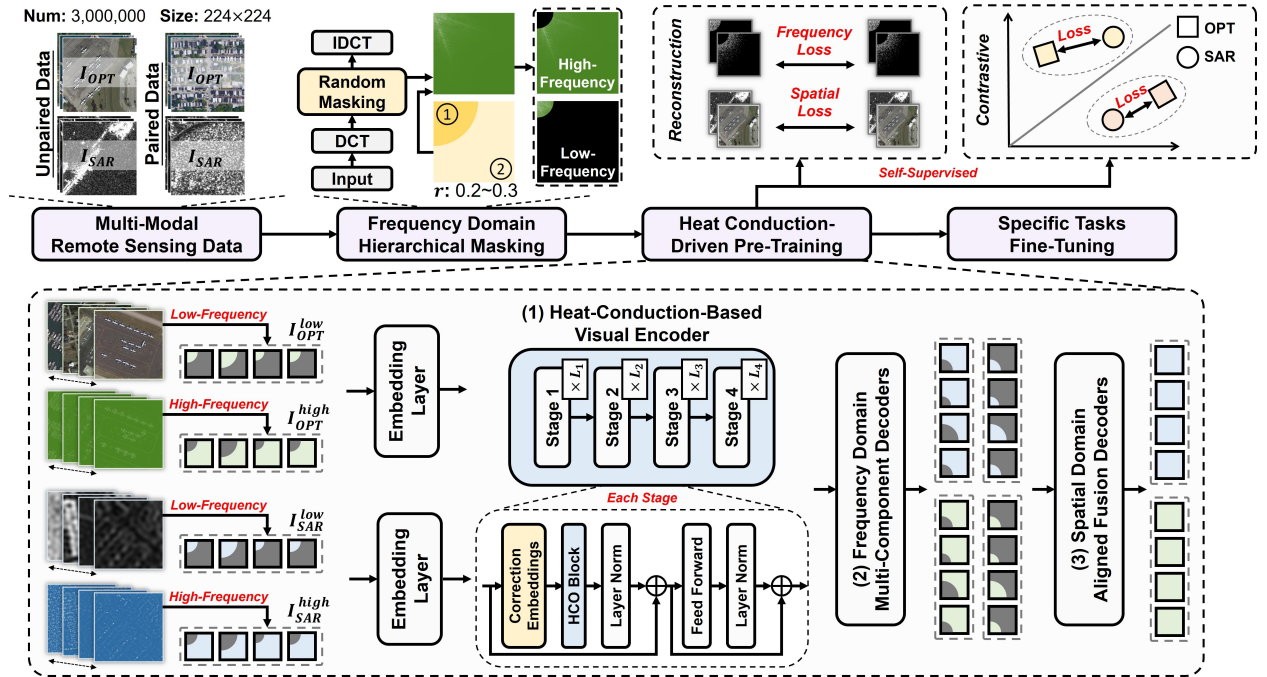 Num: 3,000,000 Size: 224×224
Unpaired Data
I_OPT
I_SAR
Paired Data
I_OPT
I_SAR
IDCT
Random
Masking
DCT
Input
①
②
r: 0.2~0.3
High-
Frequency
Low-
Frequency
Reconstruction
Frequency
Loss
Spatial
Loss
Contrastive
Loss
Loss
OPT
SAR
Self-Supervised
Multi-Modal
Remote Sensing Data
Frequency Domain
Hierarchical Masking
Heat Conduction-
Driven Pre-Training
Specific Tasks
Fine-Tuning
Low-Frequency
I_OPT^low
High-Frequency
I_OPT^high
Low-Frequency
I_SAR^low
High-Frequency
I_SAR^high
Embedding
Layer
Embedding
Layer
(1) Heat-Conduction-Based
Visual Encoder
Stage 1
× L_1
Stage 2
× L_2
Stage 3
× L_3
Stage 4
× L_4
Each Stage
Correction
Embeddings
HCO Block
Layer Norm
Feed Forward
Layer Norm
(2) Frequency Domain
Multi-Component Decoders
(3) Spatial Domain
Aligned Fusion Decoders